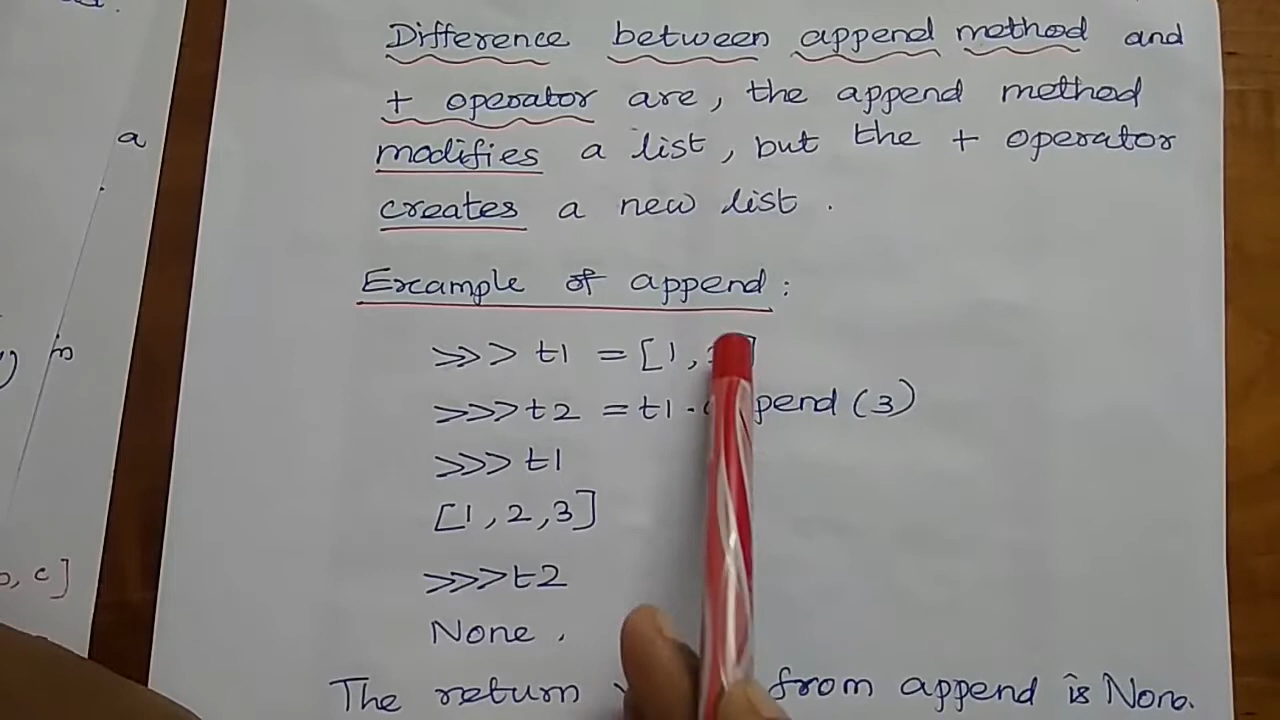 Difference between append method and
+ operator are, the append method
modifies a list, but the + operator
creates a new list.
Example of append:
>>> t1 = [1,
>>> t2 = t1. pend (3)
>>> t1
[1, 2, 3]
>>> t2
None.
The return from append is None.
a
m
c]